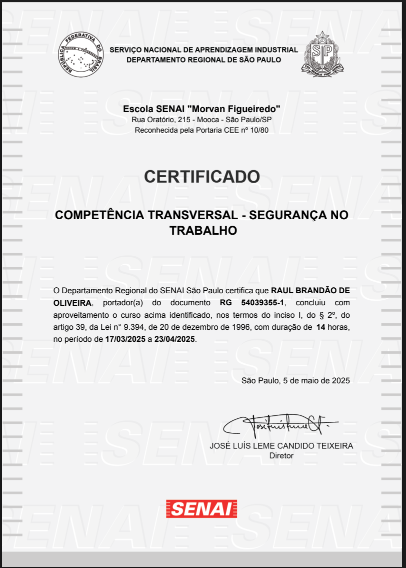 REPÚBLICA FEDERATIVA DO BRASIL
SERVIÇO NACIONAL DE APRENDIZAGEM INDUSTRIAL
DEPARTAMENTO REGIONAL DE SÃO PAULO
SP
Escola SENAI "Morvan Figueiredo"
Rua Oratório, 215 - Mooca - São Paulo/SP
Reconhecida pela Portaria CEE nº 10/80
CERTIFICADO
COMPETÊNCIA TRANSVERSAL - SEGURANÇA NO
TRABALHO
O Departamento Regional do SENAI São Paulo certifica que RAUL BRANDÃO DE
OLIVEIRA, portador(a) do documento RG 54039355-1, concluiu com
aproveitamento o curso acima identificado, nos termos do inciso I, do § 2º, do
artigo 39, da Lei n° 9.394, de 20 de dezembro de 1996, com duração de 14 horas,
no período de 17/03/2025 a 23/04/2025.
São Paulo, 5 de maio de 2025
JOSÉ LUÍS LEME CANDIDO TEIXEIRA
Diretor
SENAI